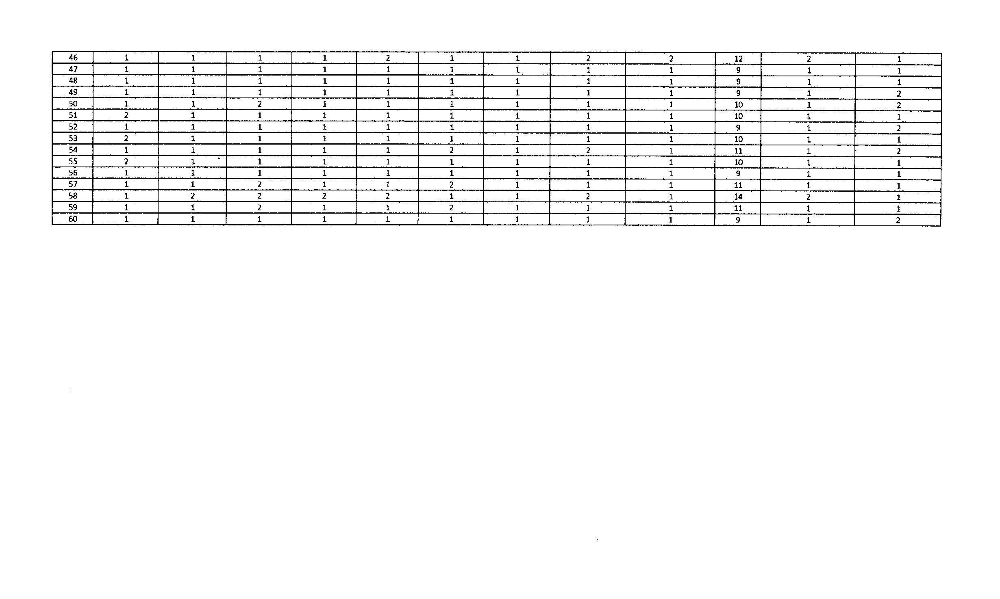 46 1 1 1 1 2 1 1 2 2 12 2 1
47 1 1 1 1 1 1 1 1 1 9 1 1
48 1 1 1 1 1 1 1 1 1 9 1 1
49 1 1 1 1 1 1 1 1 1 9 1 2
50 1 1 2 1 1 1 1 1 1 10 1 2
51 2 1 1 1 1 1 1 1 1 10 1 1
52 1 1 1 1 1 1 1 1 1 9 1 2
53 2 1 1 1 1 1 1 1 1 10 1 1
54 1 1 1 1 1 2 1 2 1 11 1 2
55 2 1 1 1 1 1 1 1 1 10 1 1
56 1 1 1 1 1 1 1 1 1 9 1 1
57 1 1 2 1 1 2 1 1 1 11 1 1
58 1 2 2 2 2 1 1 2 1 14 2 1
59 1 1 2 1 1 2 1 1 1 11 1 1
60 1 1 1 1 1 1 1 1 1 9 1 2